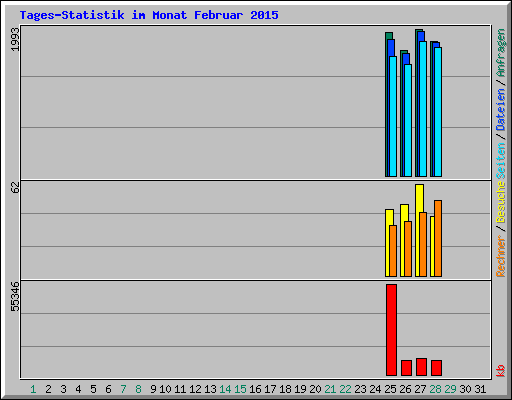 Tages-Statistik im Monat Februar 2015
1993
62
55346
Rechner / Besuche Seiten / Dateien / Anfragen
kb
1 2 3 4 5 6 7 8 9 10 11 12 13 14 15 16 17 18 19 20 21 22 23 24 25 26 27 28 29 30 31